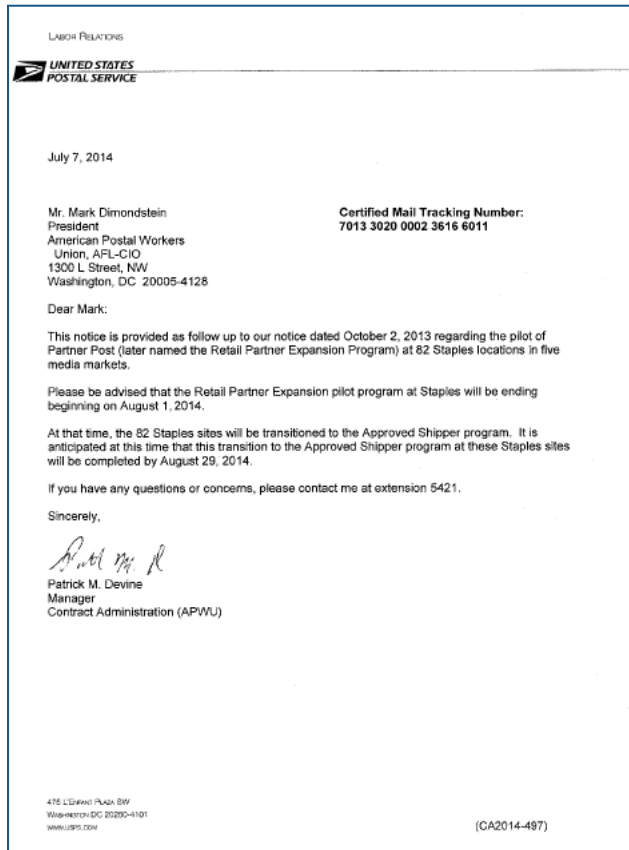 LABOR RELATIONS
UNITED STATES
POSTAL SERVICE
July 7, 2014
Mr. Mark Dimondstein
President
American Postal Workers
Union, AFL-CIO
1300 L Street, NW
Washington, DC 20005-4128
Certified Mail Tracking Number:
7013 3020 0002 3616 6011
Dear Mark:
This notice is provided as follow up to our notice dated October 2, 2013 regarding the pilot of
Partner Post (later named the Retail Partner Expansion Program) at 82 Staples locations in five
media markets.
Please be advised that the Retail Partner Expansion pilot program at Staples will be ending
beginning on August 1, 2014.
At that time, the 82 Staples sites will be transitioned to the Approved Shipper program. It is
anticipated at this time that this transition to the Approved Shipper program at these Staples sites
will be completed by August 29, 2014.
If you have any questions or concerns, please contact me at extension 5421.
Sincerely,
Patrick M. Devine
Manager
Contract Administration (APWU)
475 L'ENFANT PLAZA SW
WASHINGTON DC 20260-4101
WWW.USPS.COM
(CA2014-497)